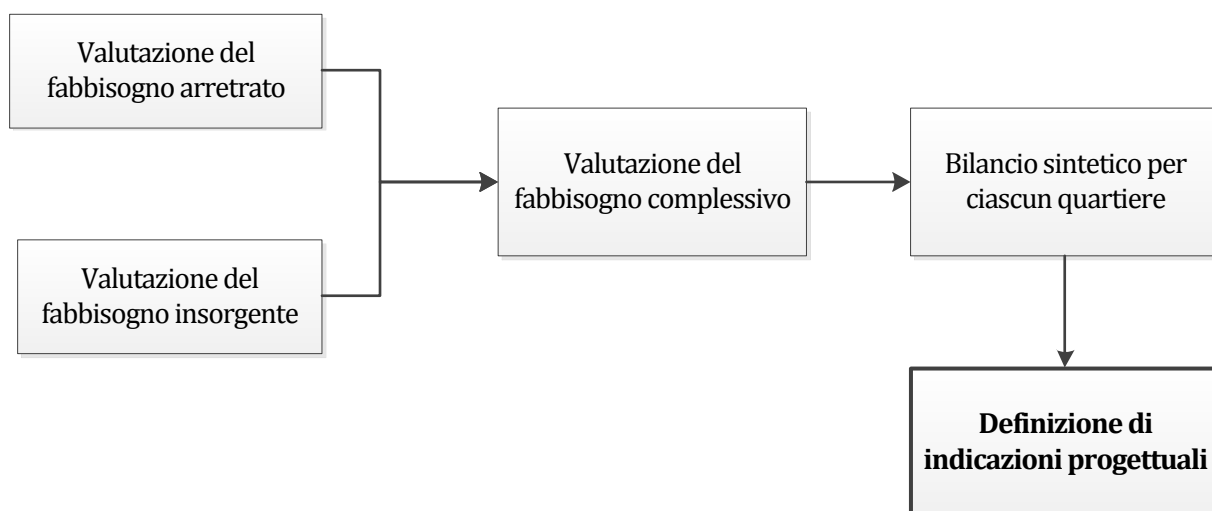 Valutazione del
fabbisogno arretrato
Valutazione del
fabbisogno insorgente
Valutazione del
fabbisogno complessivo
Bilancio sintetico per
ciascun quartiere
Definizione di
indicazioni progettuali